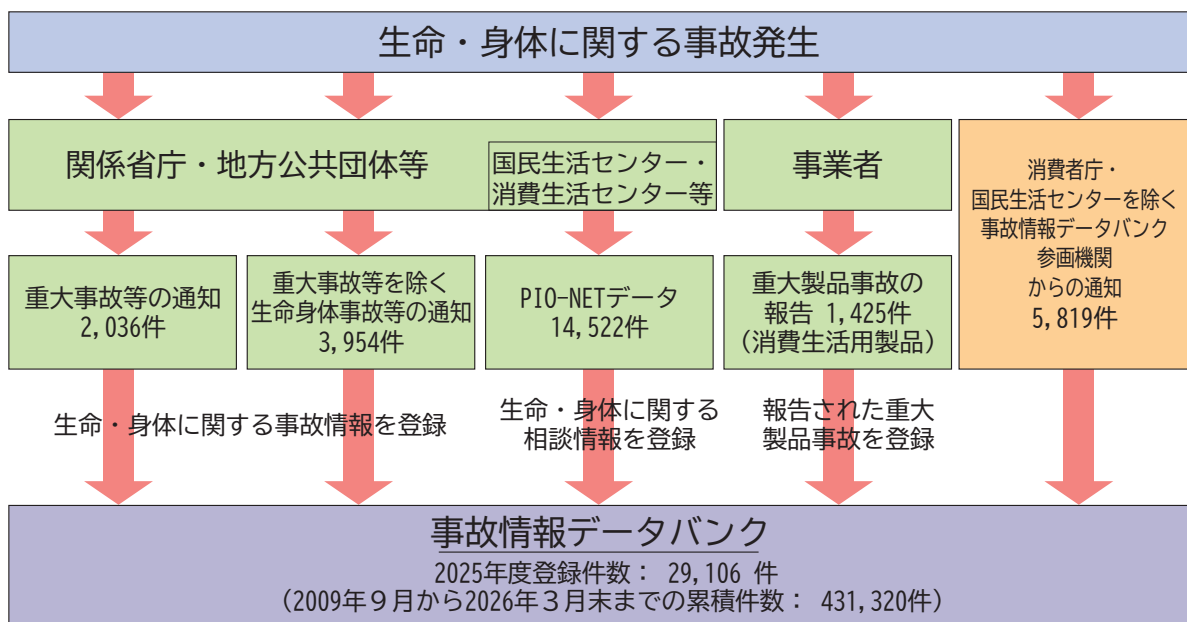 生命・身体に関する事故発生
関係省庁・地方公共団体等
国民生活センター・
消費生活センター等
事業者
消費者庁・
国民生活センターを除く
事故情報データバンク
参画機関
からの通知
5,819件
重大事故等の通知
2,036件
重大事故等を除く
生命身体事故等の通知
3,954件
PIO-NETデータ
14,522件
重大製品事故の
報告 1,425件
(消費生活用製品)
生命・身体に関する事故情報を登録
生命・身体に関する
相談情報を登録
報告された重大
製品事故を登録
事故情報データバンク
2025年度登録件数： 29,106 件
(2009年９月から2026年３月末までの累積件数： 431,320件)